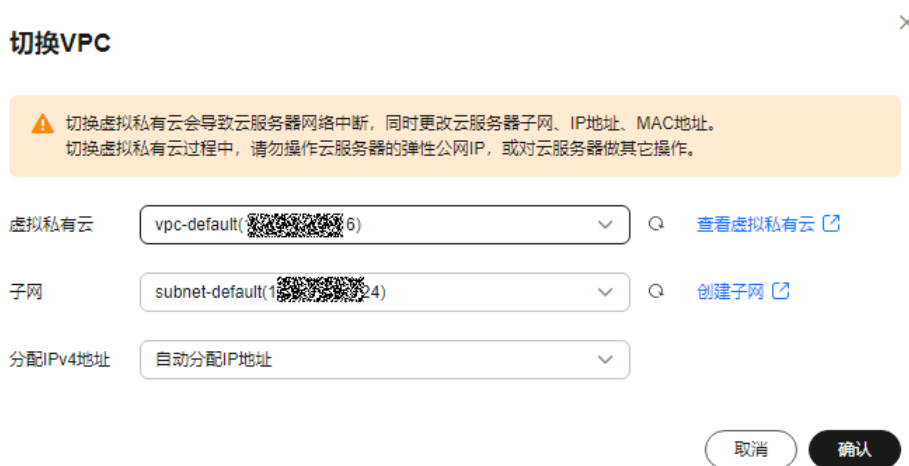 切换VPC
切换虚拟私有云会导致云服务器网络中断，同时更改云服务器子网、IP地址、MAC地址。
切换虚拟私有云过程中，请勿操作云服务器的弹性公网IP，或对云服务器做其它操作。
虚拟私有云 vpc-default( 6) 查看虚拟私有云
子网 subnet-default(1 24) 创建子网
分配IPv4地址 自动分配IP地址
取消 确认